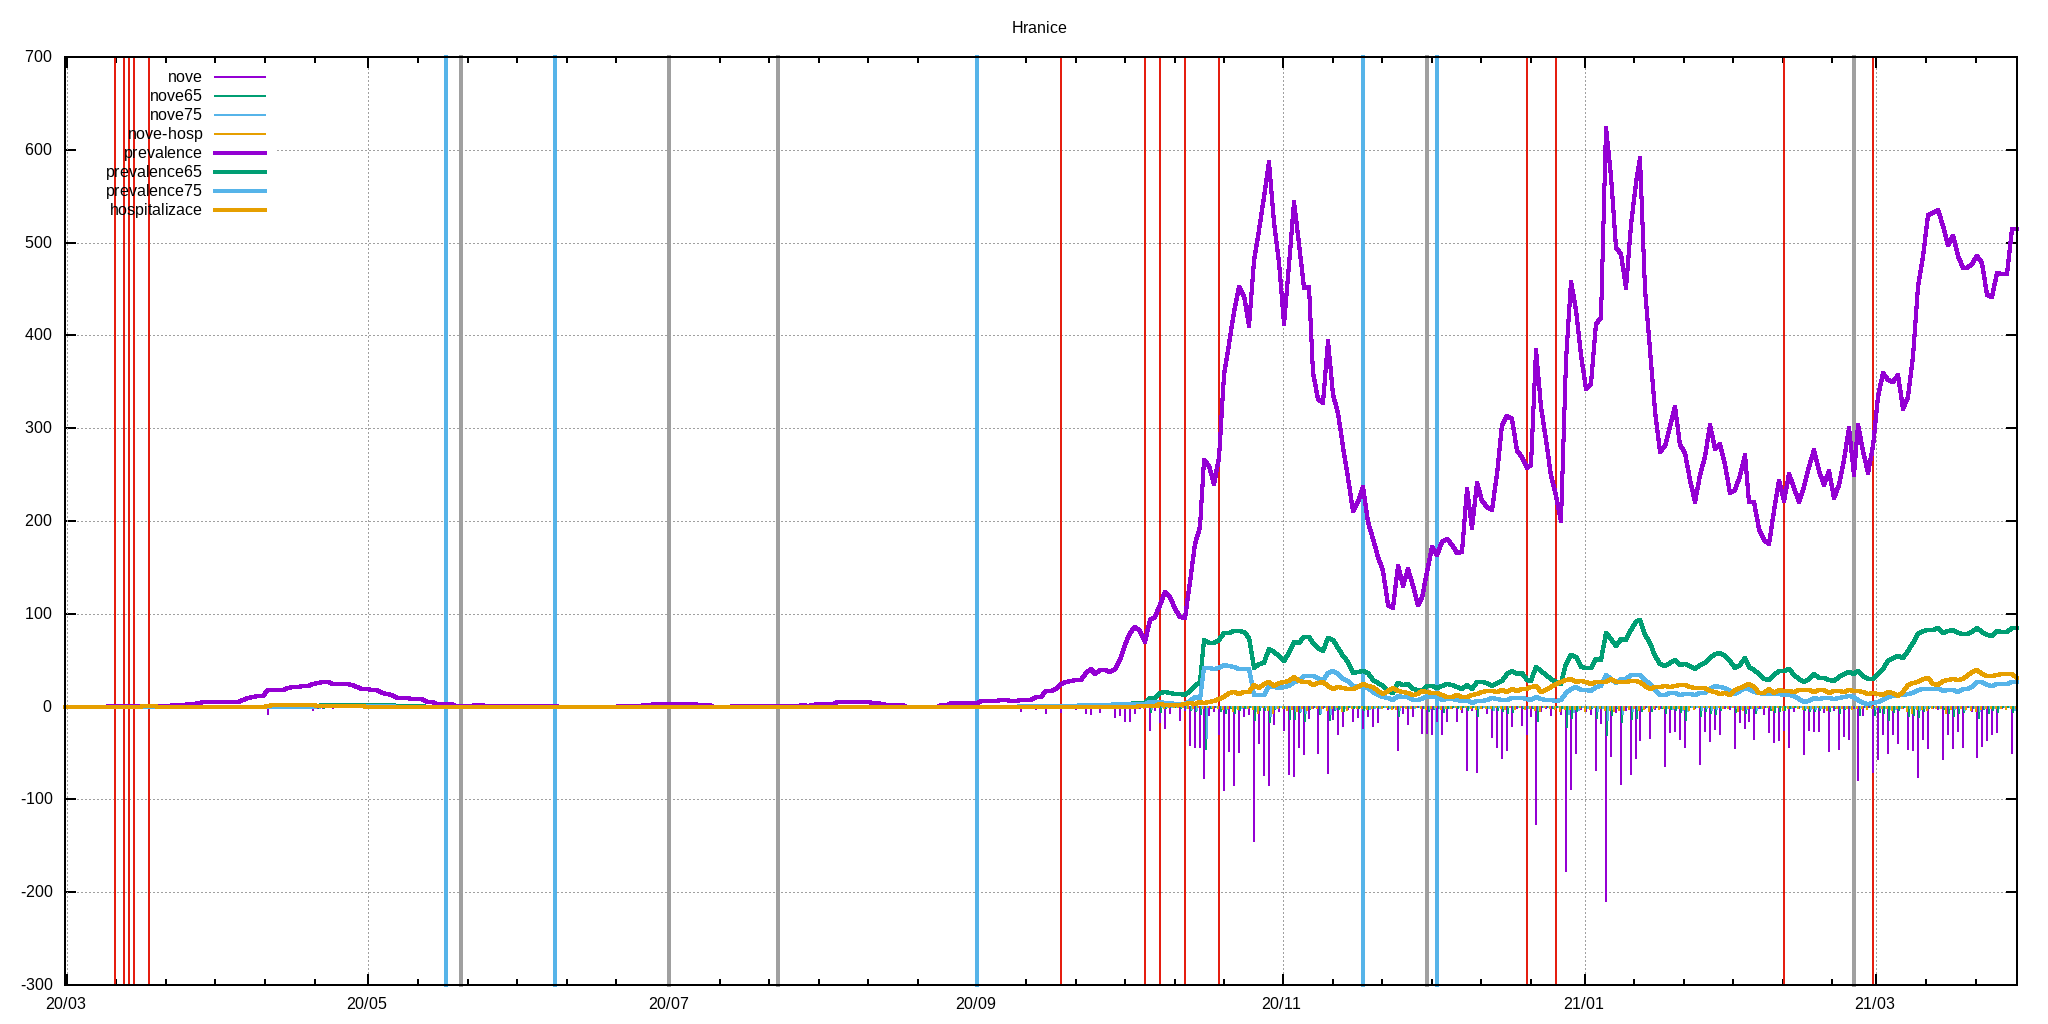 Hranice
700
600
500
400
300
200
100
0
-100
-200
-300
nove
nove65
nove75
nove-hosp
prevalence
prevalence65
prevalence75
hospitalizace
20/03
20/05
20/07
20/09
20/11
21/01
21/03